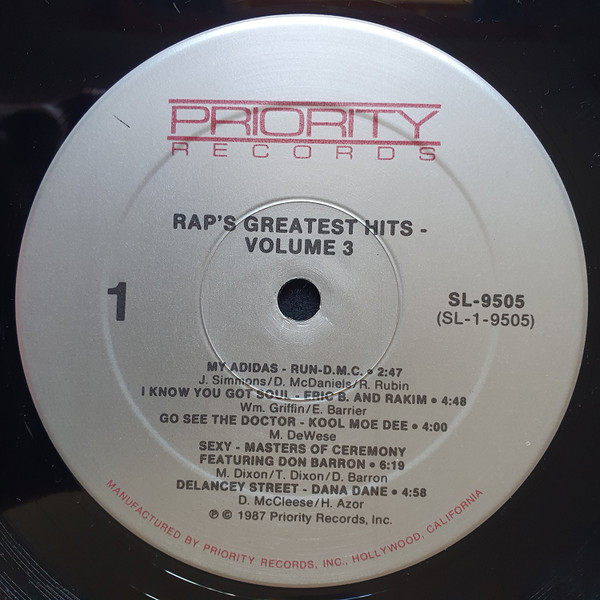 PRIORITY
RECORDS
RAP'S GREATEST HITS -
VOLUME 3
1
SL-9505
(SL-1-9505)
MY ADIDAS - RUN-D.M.C. • 2:47
J. Simmons/D. McDaniels/R. Rubin
I KNOW YOU GOT SOUL - ERIC B. AND RAKIM • 4:48
Wm. Griffin/E. Barrier
GO SEE THE DOCTOR - KOOL MOE DEE • 4:00
M. DeWese
SEXY - MASTERS OF CEREMONY
FEATURING DON BARRON • 6:19
M. Dixon/T. Dixon/D. Barron
DELANCEY STREET - DANA DANE • 4:58
D. McCleese/H. Azor
℗ © 1987 Priority Records, Inc.
MANUFACTURED BY PRIORITY RECORDS, INC., HOLLYWOOD, CALIFORNIA